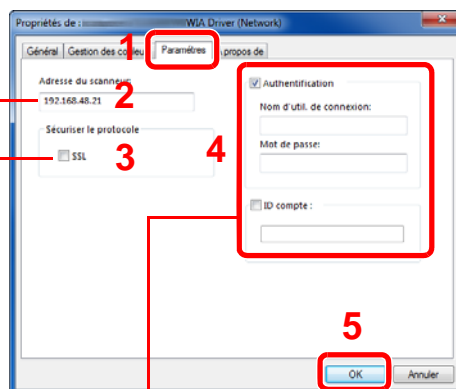 Propriétés de : WIA Driver (Network)
1
Général Gestion des couleu Paramètres propos de
Adresse du scanneur:
192.168.48.21
2
Sécuriser le protocole
SSL
3
4
Authentification
Nom d'util. de connexion:
Mot de passe:
ID compte :
5
OK Annuler